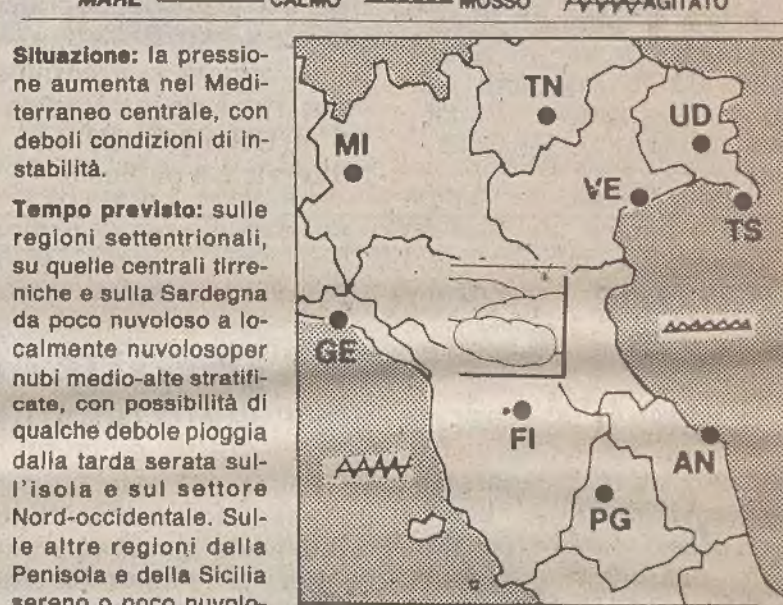 MARE CALMO MOSSO AGITATO
Situazione: la pressio-
ne aumenta nel Medi-
terraneo centrale, con
deboli condizioni di in-
stabilità.
Tempo previsto: sulle
regioni settentrionali,
su quelle centrali tirre-
niche e sulla Sardegna
da poco nuvoloso a lo-
calmente nuvolosoper
nubi medio-alte stratifi-
cate, con possibilità di
qualche debole pioggia
dalla tarda serata sul-
l'isola e sul settore
Nord-occidentale. Sul-
le altre regioni della
Penisola e della Sicilia
sereno o poco nuvolo-
TN
UD
MI
VE
TS
GE
FI
AN
PG